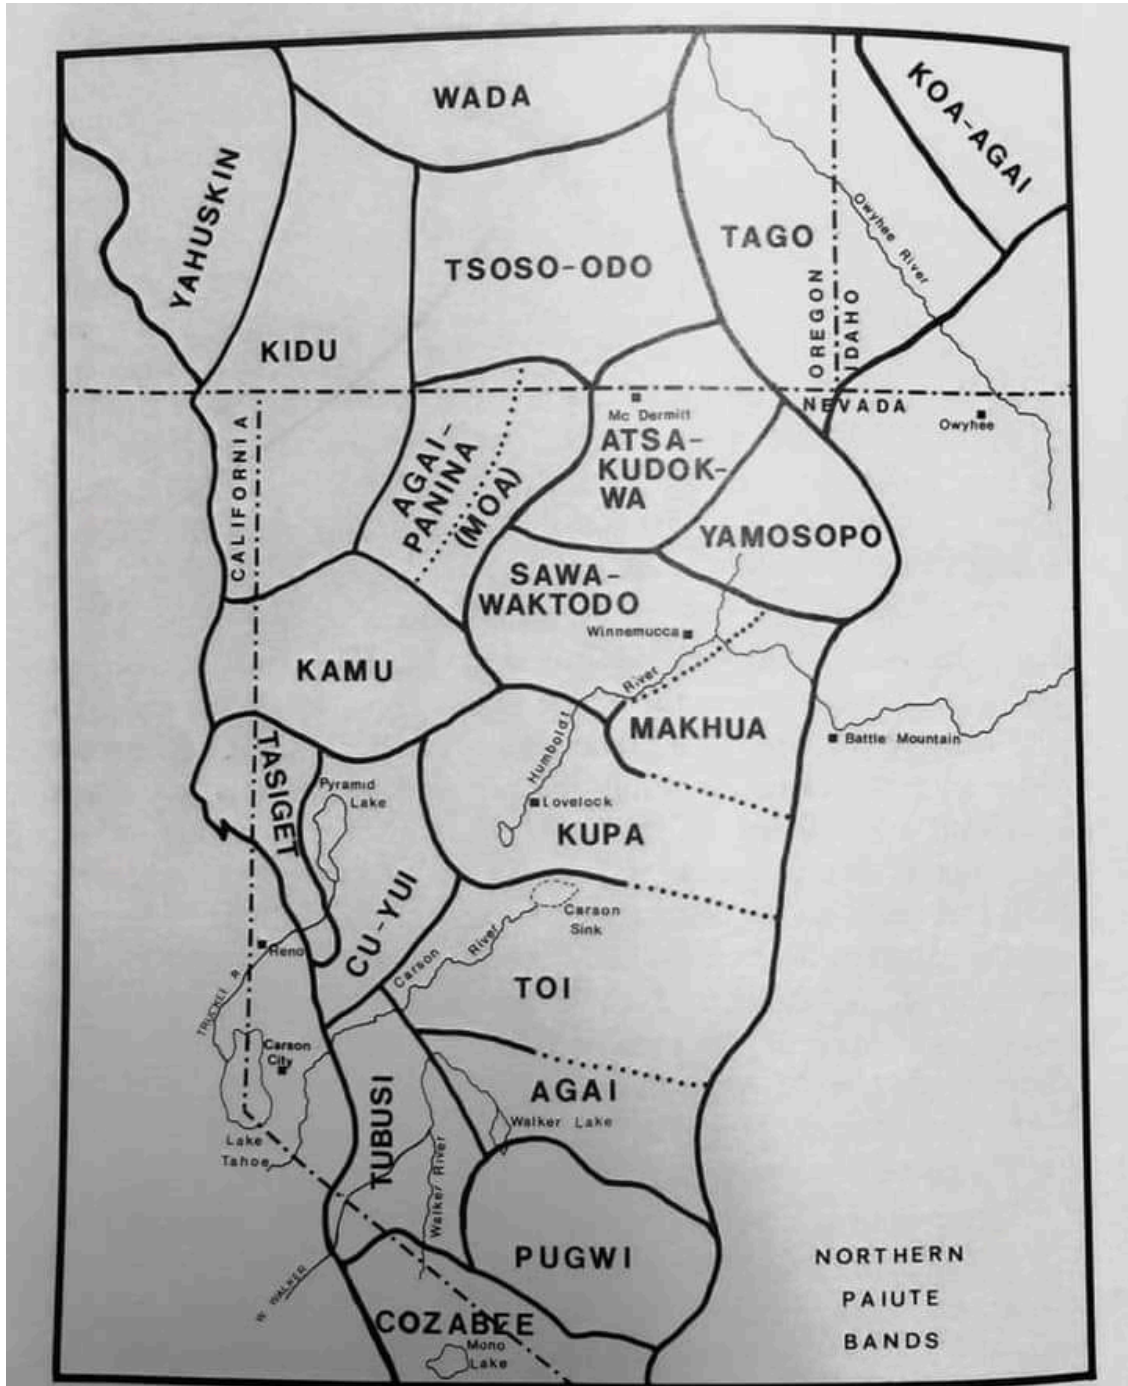 WADA
KOA-AGAI
YAHUSKIN
TAGO
Owyhee River
TSOSO-ODO
KIDU
OREGON
IDAHO
NEVADA
Mc Dermitt
Owyhee
CALIFORNIA
AGAI-
PANINA
(MOA)
ATSA-
KUDOK-
WA
YAMOSOPO
SAWA-
WAKTODO
Winnemucca
KAMU
Humboldt River
MAKHUA
Battle Mountain
TASIGET
Pyramid
Lake
Lovelock
KUPA
CU-YUI
Carson
Sink
Reno
Carson River
TOI
TRUCKEE R
Carson
City
TUBUSI
AGAI
Walker Lake
Lake
Tahoe
Walker River
W WALKER
PUGWI
COZABEE
Mono
Lake
NORTHERN
PAIUTE
BANDS